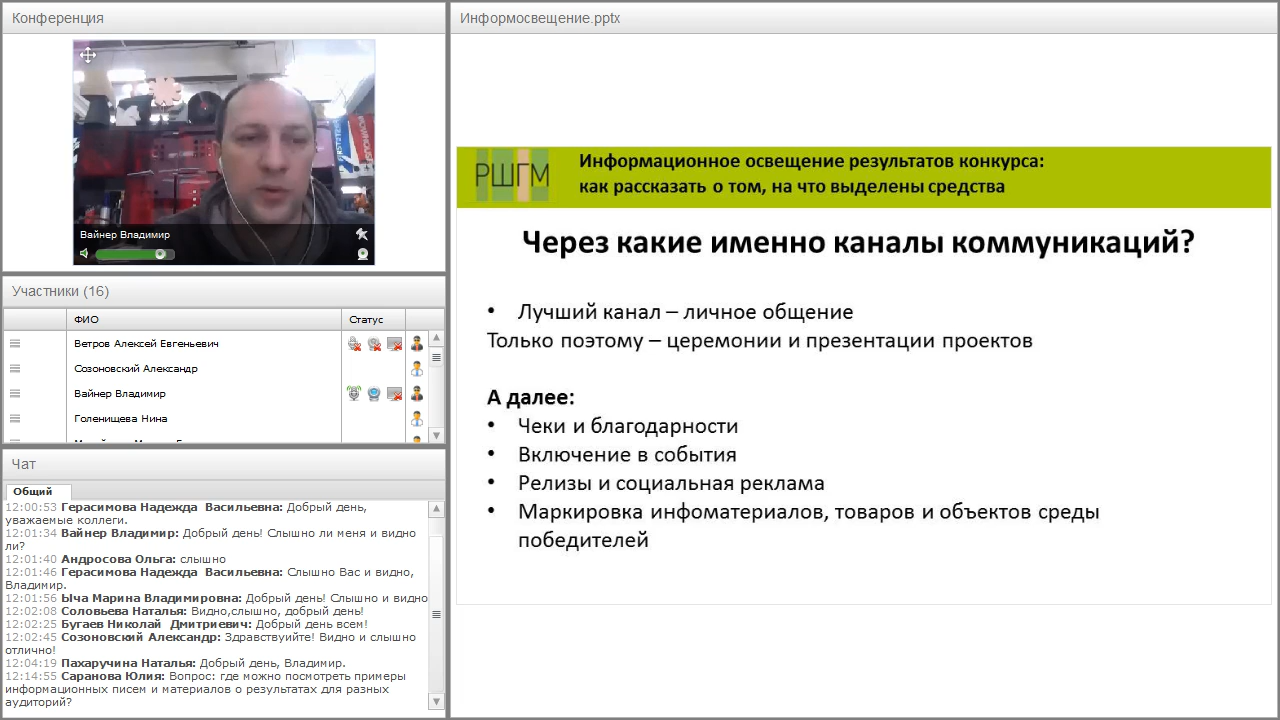 Конференция
Вайнер Владимир
Участники (16)
ФИО
Статус
Ветров Алексей Евгеньевич
Созоновский Александр
Вайнер Владимир
Голенищева Нина
Чат
Общий
12:00:53 Герасимова Надежда Васильевна: Добрый день,
уважаемые коллеги.
12:01:34 Вайнер Владимир: Добрый день! Слышно ли меня и видно
ли?
12:01:40 Андросова Ольга: слышно
12:01:46 Герасимова Надежда Васильевна: Слышно Вас и видно,
Владимир.
12:01:56 Ыча Марина Владимировна: Добрый день! Слышно и видно
12:02:08 Соловьева Наталья: Видно,слышно, добрый день!
12:02:25 Бугаев Николай Дмитриевич: Добрый день всем!
12:02:45 Созоновский Александр: Здравствуйите! Видно и слышно
отлично!
12:04:19 Пахаручина Наталья: Добрый день, Владимир.
12:14:55 Саранова Юлия: Вопрос: где можно посмотреть примеры
информационных писем и материалов о результатах для разных
аудиторий?
Информосвещение.pptx
РШГМ
Информационное освещение результатов конкурса:
как рассказать о том, на что выделены средства
Через какие именно каналы коммуникаций?
• Лучший канал – личное общение
Только поэтому – церемонии и презентации проектов
А далее:
• Чеки и благодарности
• Включение в события
• Релизы и социальная реклама
• Маркировка инфоматериалов, товаров и объектов среды
победителей